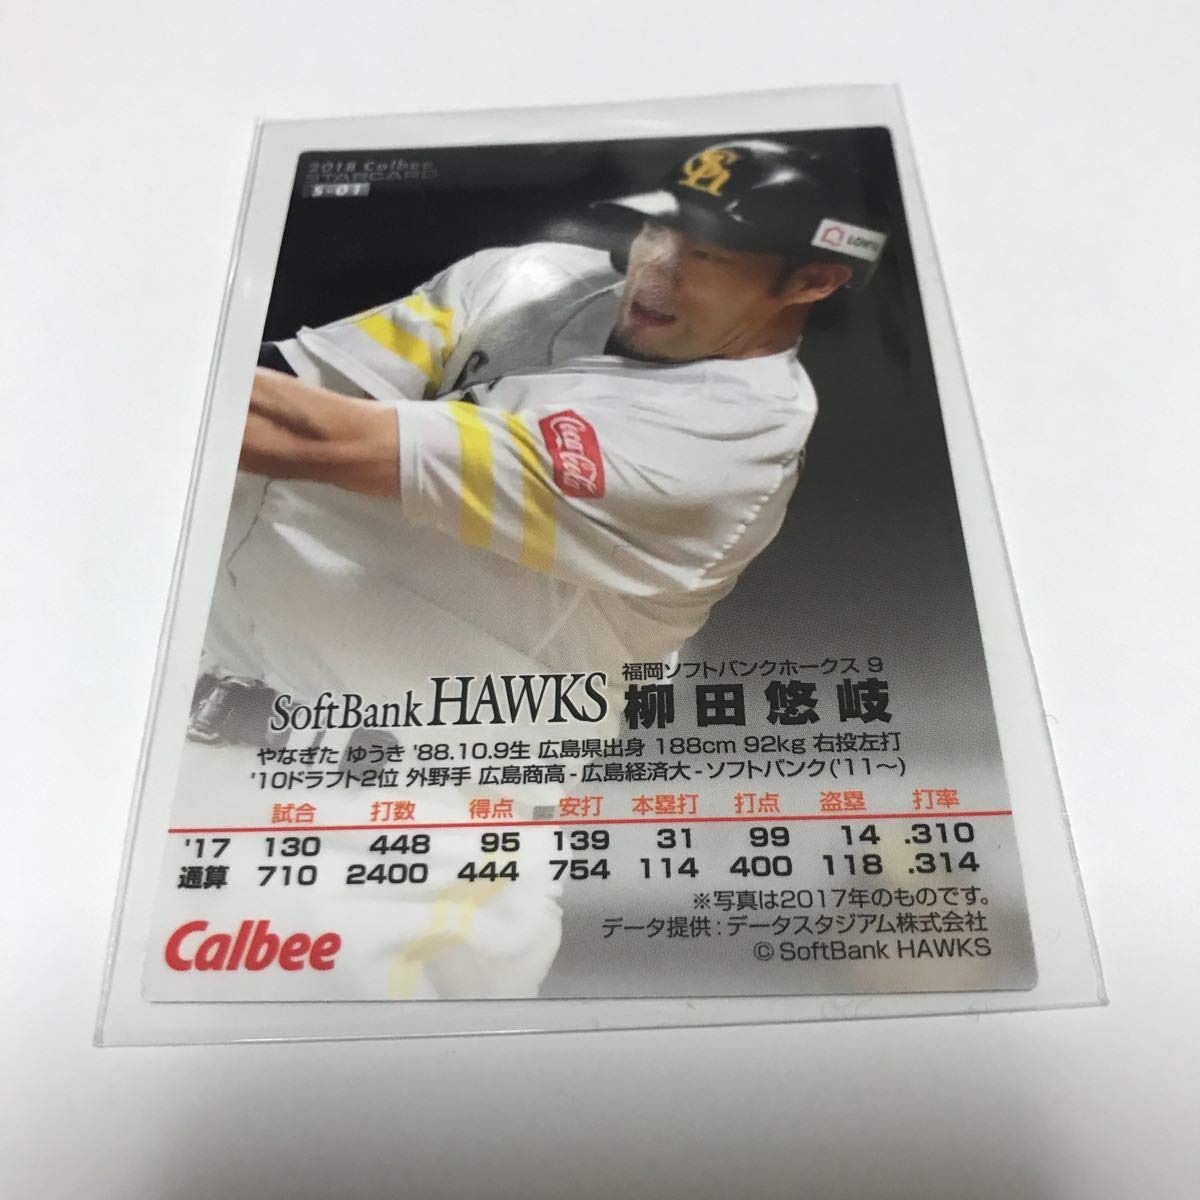 2018 Calbee
STARCARD
S-01
SH
LOWYA
Coca-Cola
SoftBank HAWKS
福岡ソフトバンクホークス 9
柳田悠岐
やなぎた ゆうき '88.10.9生 広島県出身 188cm 92kg 右投左打
'10ドラフト2位 外野手 広島商高-広島経済大-ソフトバンク('11～)
試合 打数 得点 安打 本塁打 打点 盗塁 打率
'17 130 448 95 139 31 99 14 .310
通算 710 2400 444 754 114 400 118 .314
※写真は2017年のものです。
データ提供:データスタジアム株式会社
© SoftBank HAWKS
Calbee